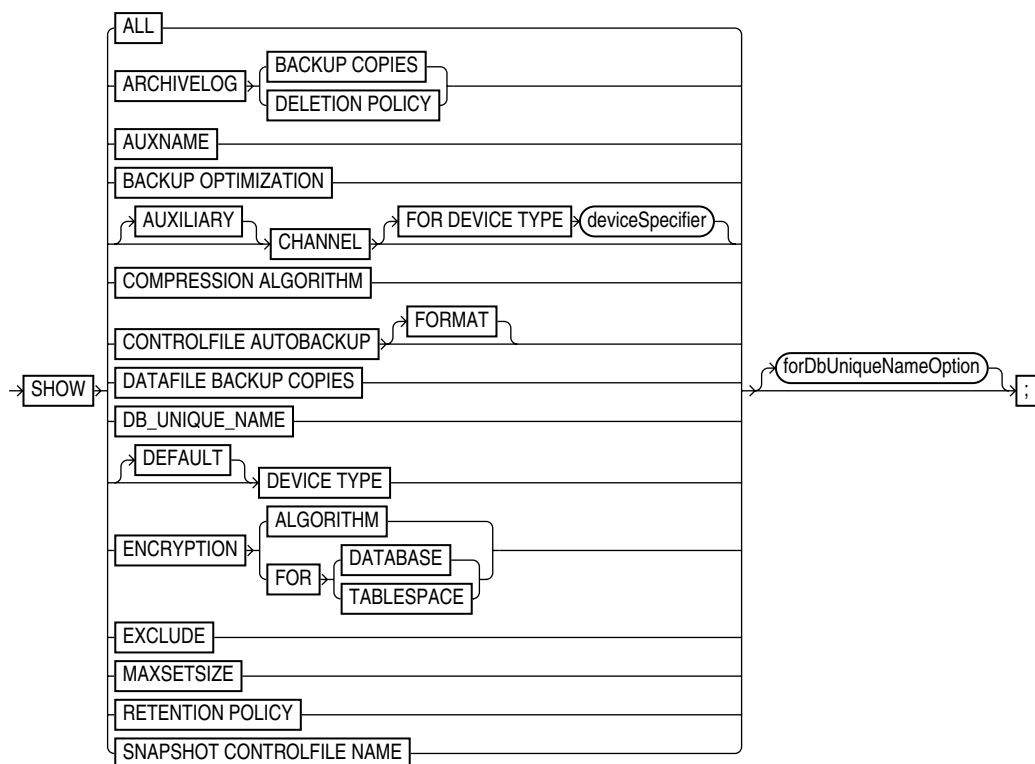 ALL
ARCHIVELOG
BACKUP COPIES
DELETION POLICY
AUXNAME
BACKUP OPTIMIZATION
AUXILIARY
CHANNEL
FOR DEVICE TYPE
deviceSpecifier
COMPRESSION ALGORITHM
CONTROLFILE AUTOBACKUP
FORMAT
SHOW
DATAFILE BACKUP COPIES
forDbUniqueNameOption
;
DB_UNIQUE_NAME
DEFAULT
DEVICE TYPE
ENCRYPTION
ALGORITHM
FOR
DATABASE
TABLESPACE
EXCLUDE
MAXSETSIZE
RETENTION POLICY
SNAPSHOT CONTROLFILE NAME